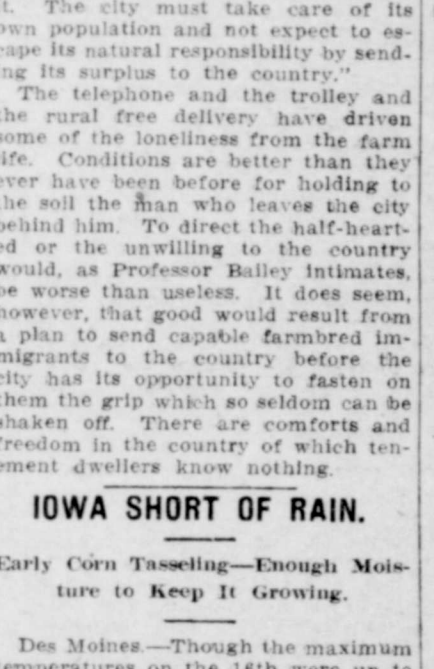 t. The city must take care of its
own population and not expect to es-
cape its natural responsibility by send-
ng its surplus to the country."
The telephone and the trolley and
the rural free delivery have driven
some of the loneliness from the farm
life. Conditions are better than they
ever have been before for holding to
the soil the man who leaves the city
behind him. To direct the half-heart-
ed or the unwilling to the country
would, as Professor Bailey intimates,
be worse than useless. It does seem,
however, that good would result from
a plan to send capable farmbred im-
migrants to the country before the
city has its opportunity to fasten on
them the grip which so seldom can be
shaken off. There are comforts and
freedom in the country of which ten-
ement dwellers know nothing.
IOWA SHORT OF RAIN.
Early Corn Tasseling—Enough Mois-
ture to Keep It Growing.
Des Moines.—Though the maximum
temperatures on the 16th were up to